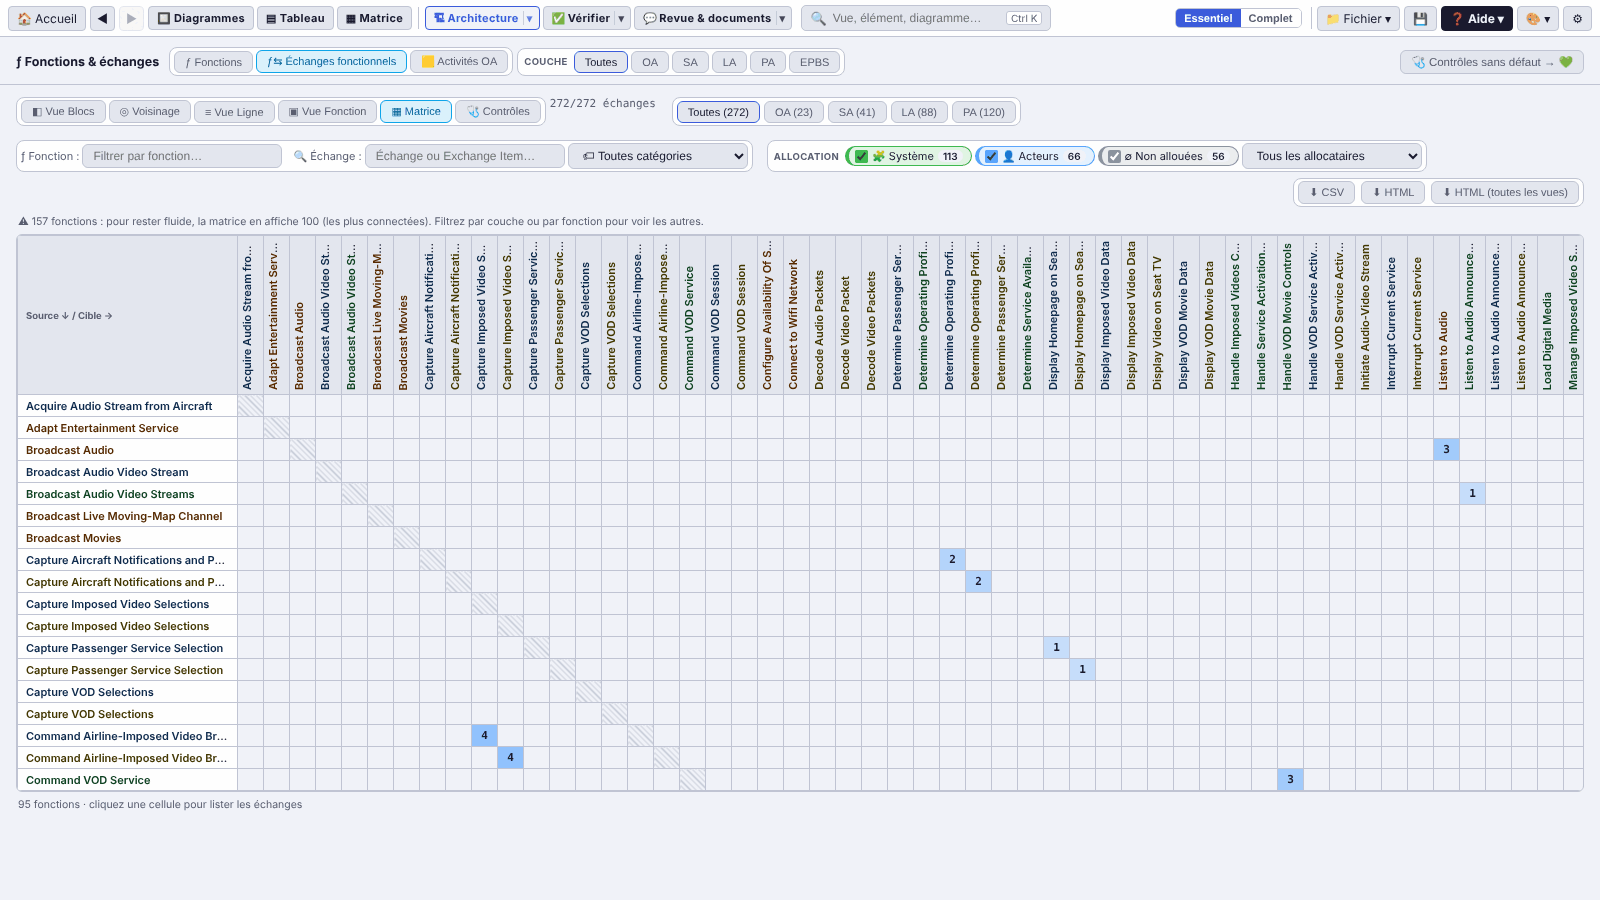 🏠 Accueil ◀ ▶ 🔲 Diagrammes ▤ Tableau ▦ Matrice 🏗 Architecture ▾ ✅ Vérifier ▾ 💬 Revue & documents ▾ 🔍 Vue, élément, diagramme… Ctrl K Essentiel Complet 📁 Fichier ▾ 💾 ❓ Aide ▾ 🎨 ▾ ⚙
ƒ Fonctions & échanges ƒ Fonctions ƒ⇆ Échanges fonctionnels 🟨 Activités OA COUCHE Toutes OA SA LA PA EPBS 🩺 Contrôles sans défaut → 💚
◧ Vue Blocs ◎ Voisinage ≡ Vue Ligne ▣ Vue Fonction ▦ Matrice 🩺 Contrôles 272/272 échanges Toutes (272) OA (23) SA (41) LA (88) PA (120)
ƒ Fonction : Filtrer par fonction… 🔍 Échange : Échange ou Exchange Item… 🏷 Toutes catégories ALLOCATION 🧩 Système 113 👤 Acteurs 66 ⌀ Non allouées 56 Tous les allocataires
⬇ CSV ⬇ HTML ⬇ HTML (toutes les vues)
⚠ 157 fonctions : pour rester fluide, la matrice en affiche 100 (les plus connectées). Filtrez par couche ou par fonction pour voir les autres.
Source ↓ / Cible →
Acquire Audio Stream fro…
Adapt Entertainment Serv…
Broadcast Audio
Broadcast Audio Video St…
Broadcast Audio Video St…
Broadcast Live Moving-M…
Broadcast Movies
Capture Aircraft Notificati…
Capture Aircraft Notificati…
Capture Imposed Video S…
Capture Imposed Video S…
Capture Passenger Servic…
Capture Passenger Servic…
Capture VOD Selections
Capture VOD Selections
Command Airline-Impose…
Command Airline-Impose…
Command VOD Service
Command VOD Session
Command VOD Session
Configure Availability Of S…
Connect to Wifi Network
Decode Audio Packets
Decode Video Packet
Decode Video Packets
Determine Passenger Ser…
Determine Operating Profi…
Determine Operating Profi…
Determine Operating Profi…
Determine Passenger Ser…
Determine Service Availa…
Display Homepage on Sea…
Display Homepage on Sea…
Display Imposed Video Data
Display Imposed Video Data
Display Video on Seat TV
Display VOD Movie Data
Display VOD Movie Data
Handle Imposed Videos C…
Handle Service Activation…
Handle VOD Movie Controls
Handle VOD Service Activ…
Handle VOD Service Activ…
Initiate Audio-Video Stream
Interrupt Current Service
Interrupt Current Service
Listen to Audio
Listen to Audio Announce…
Listen to Audio Announce…
Listen to Audio Announce…
Load Digital Media
Manage Imposed Video S…
Acquire Audio Stream from Aircraft
Adapt Entertainment Service
Broadcast Audio 3
Broadcast Audio Video Stream
Broadcast Audio Video Streams 1
Broadcast Live Moving-Map Channel
Broadcast Movies
Capture Aircraft Notifications and P… 2
Capture Aircraft Notifications and P… 2
Capture Imposed Video Selections
Capture Imposed Video Selections
Capture Passenger Service Selection 1
Capture Passenger Service Selection 1
Capture VOD Selections
Capture VOD Selections
Command Airline-Imposed Video Br… 4
Command Airline-Imposed Video Br… 4
Command VOD Service 3
95 fonctions · cliquez une cellule pour lister les échanges